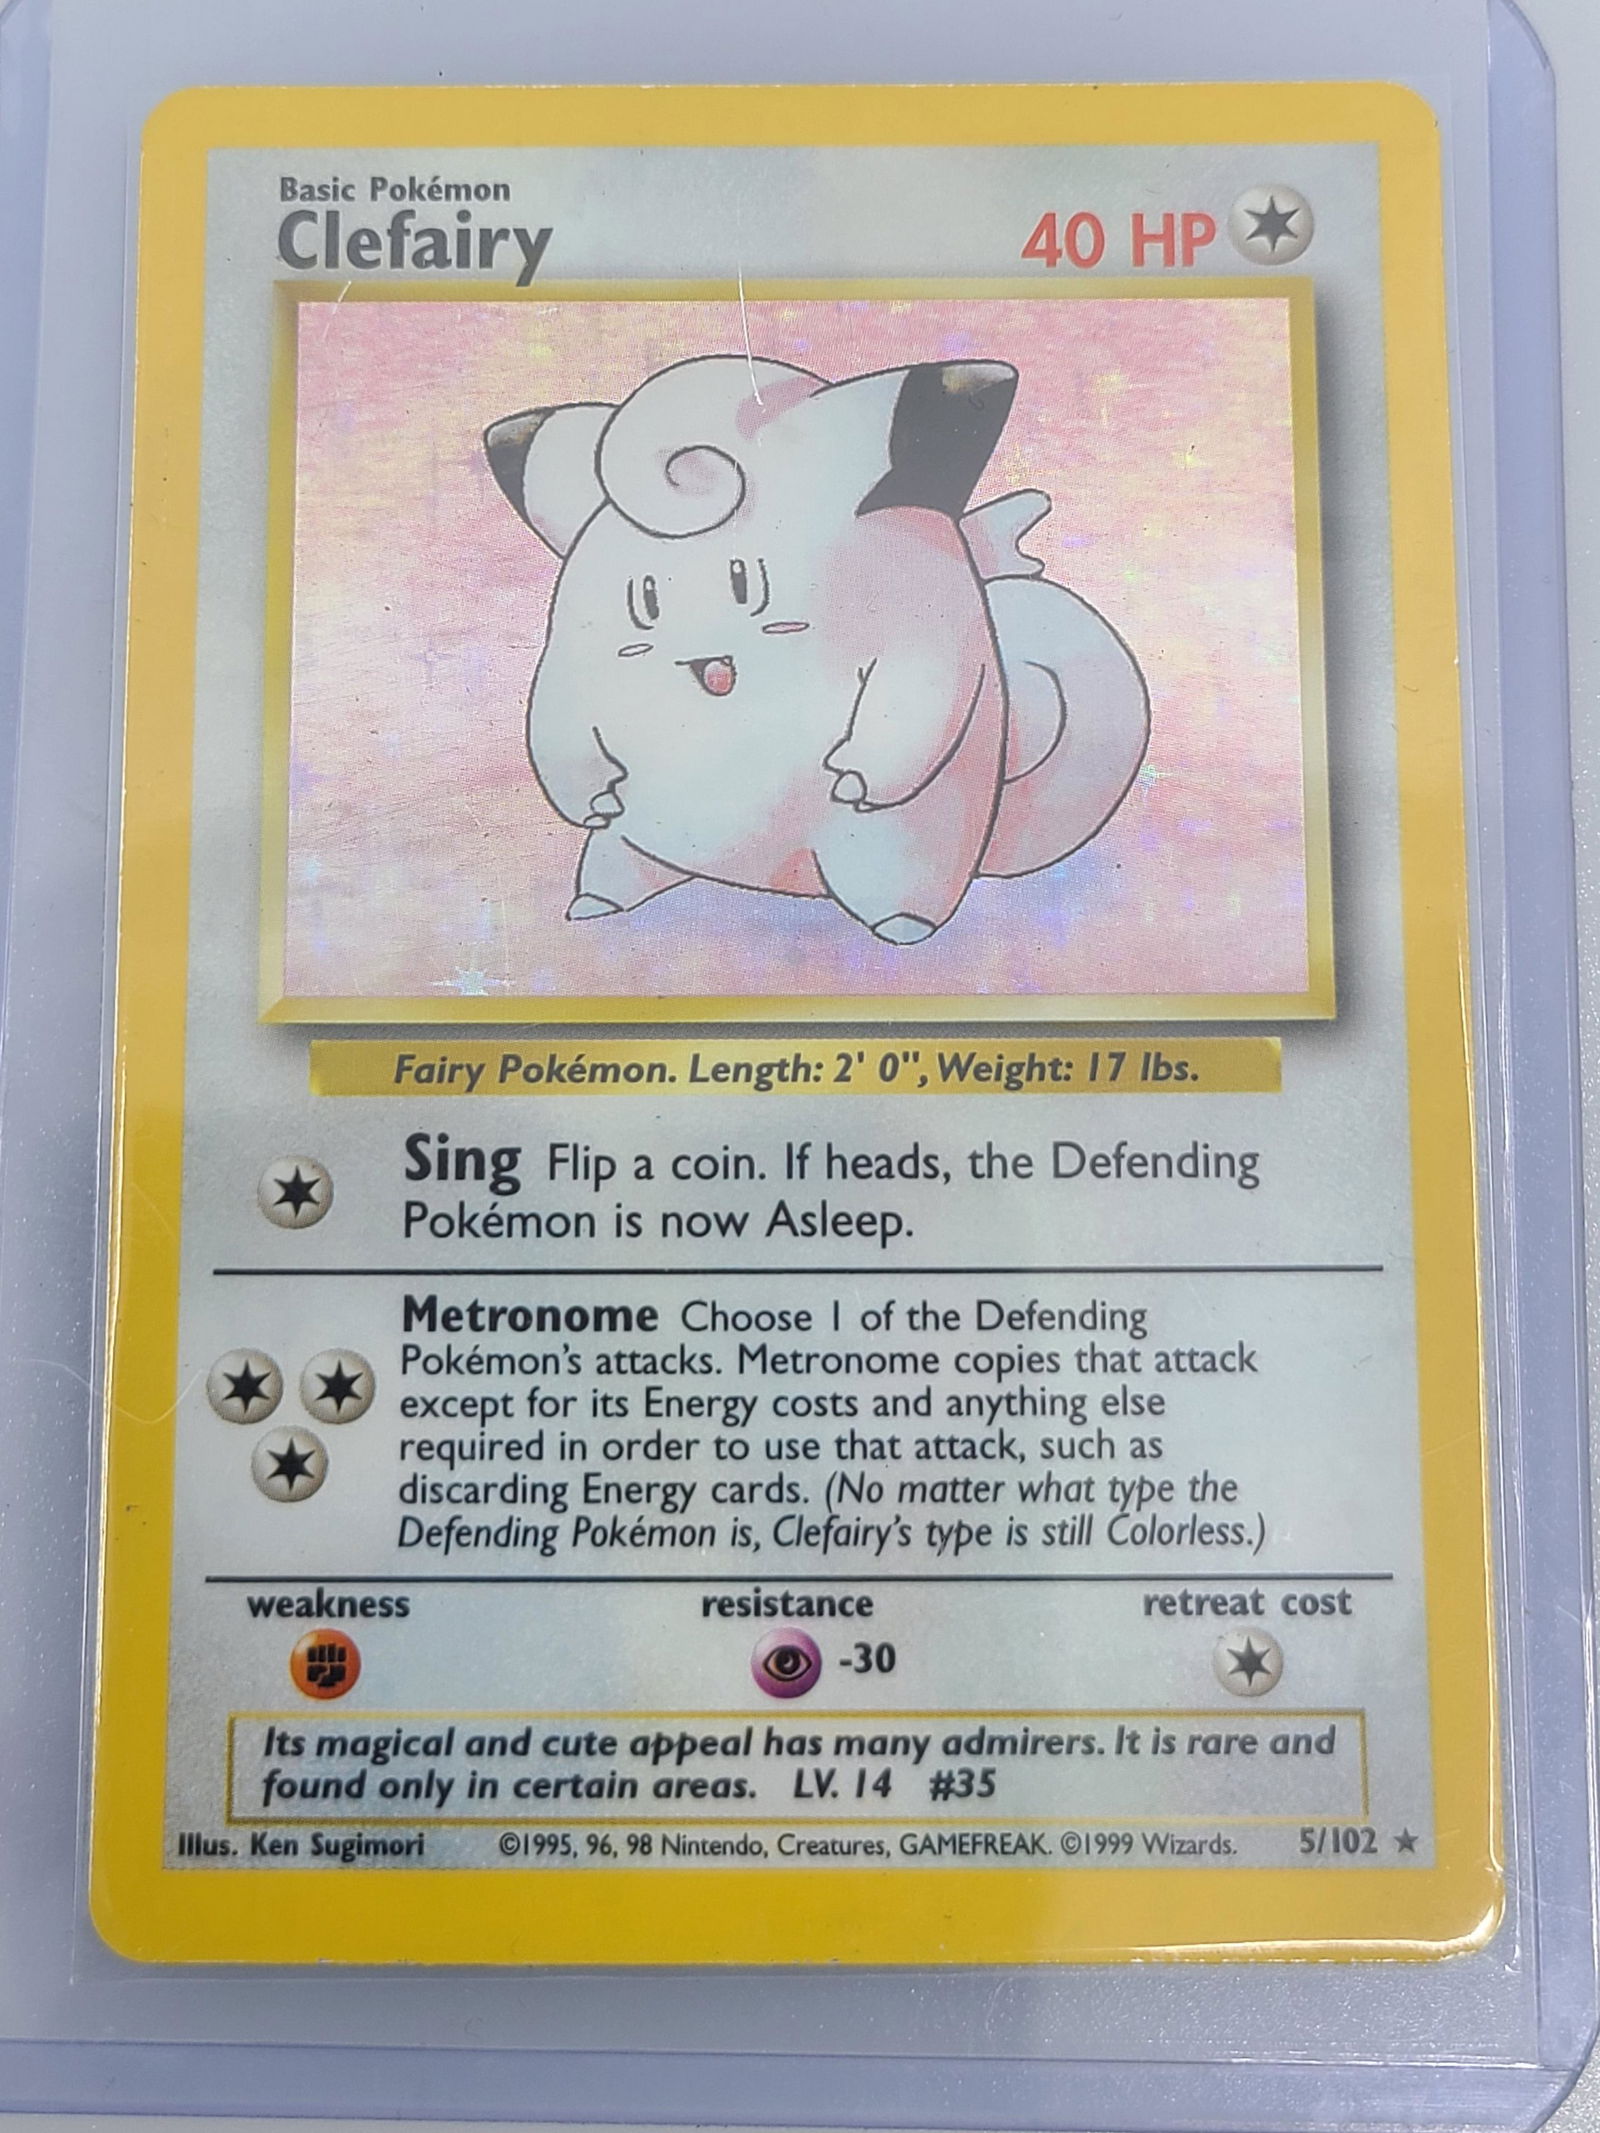 Basic Pokémon
Clefairy
40 HP
Fairy Pokémon. Length: 2' 0", Weight: 17 lbs.
Sing Flip a coin. If heads, the Defending
Pokémon is now Asleep.
Metronome Choose 1 of the Defending
Pokémon's attacks. Metronome copies that attack
except for its Energy costs and anything else
required in order to use that attack, such as
discarding Energy cards. (No matter what type the
Defending Pokémon is, Clefairy's type is still Colorless.)
weakness resistance retreat cost
-30
Its magical and cute appeal has many admirers. It is rare and
found only in certain areas. LV. 14 #35
Illus. Ken Sugimori ©1995, 96, 98 Nintendo, Creatures, GAMEFREAK. ©1999 Wizards. 5/102 ★